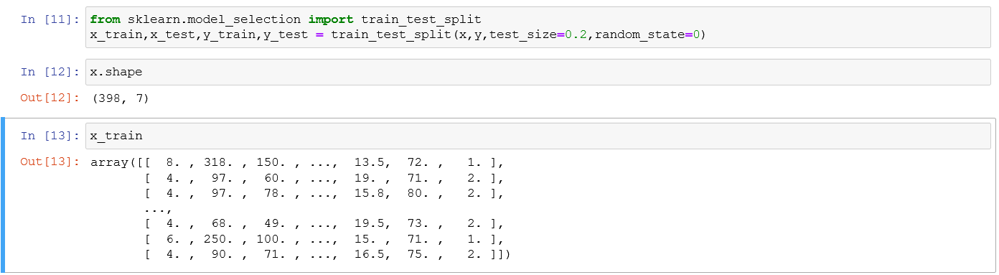 In [11]: from sklearn.model_selection import train_test_split
x_train,x_test,y_train,y_test = train_test_split(x,y,test_size=0.2,random_state=0)
In [12]: x.shape
Out[12]: (398, 7)
In [13]: x_train
Out[13]: array([[  8. , 318. , 150. , ...,  13.5,  72. ,   1. ],
[  4. ,  97. ,  60. , ...,  19. ,  71. ,   2. ],
[  4. ,  97. ,  78. , ...,  15.8,  80. ,   2. ],
...,
[  4. ,  68. ,  49. , ...,  19.5,  73. ,   2. ],
[  6. , 250. , 100. , ...,  15. ,  71. ,   1. ],
[  4. ,  90. ,  71. , ...,  16.5,  75. ,   2. ]])